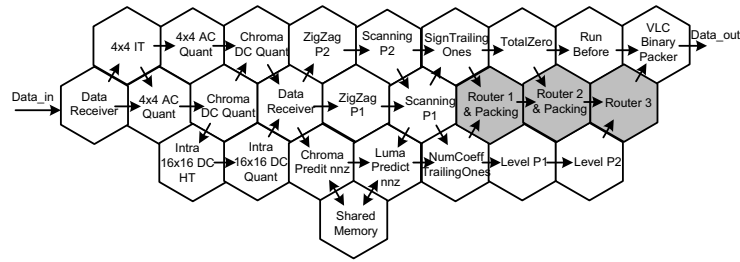 4x4 IT
4x4 AC
Quant
Chroma
DC Quant
ZigZag
P2
Scanning
P2
SignTrailing
Ones
TotalZero
Run
Before
VLC
Binary
Packer
Data_out
Data_in
Data
Receiver
4x4 AC
Quant
Chroma
DC Quant
Data
Receiver
ZigZag
P1
Scanning
P1
Router 1
& Packing
Router 2
& Packing
Router 3
Intra
16x16 DC
HT
Intra
16x16 DC
Quant
Chroma
Predit nnz
Luma
Predict
nnz
NumCoeff
TrailingOnes
Level P1
Level P2
Shared
Memory